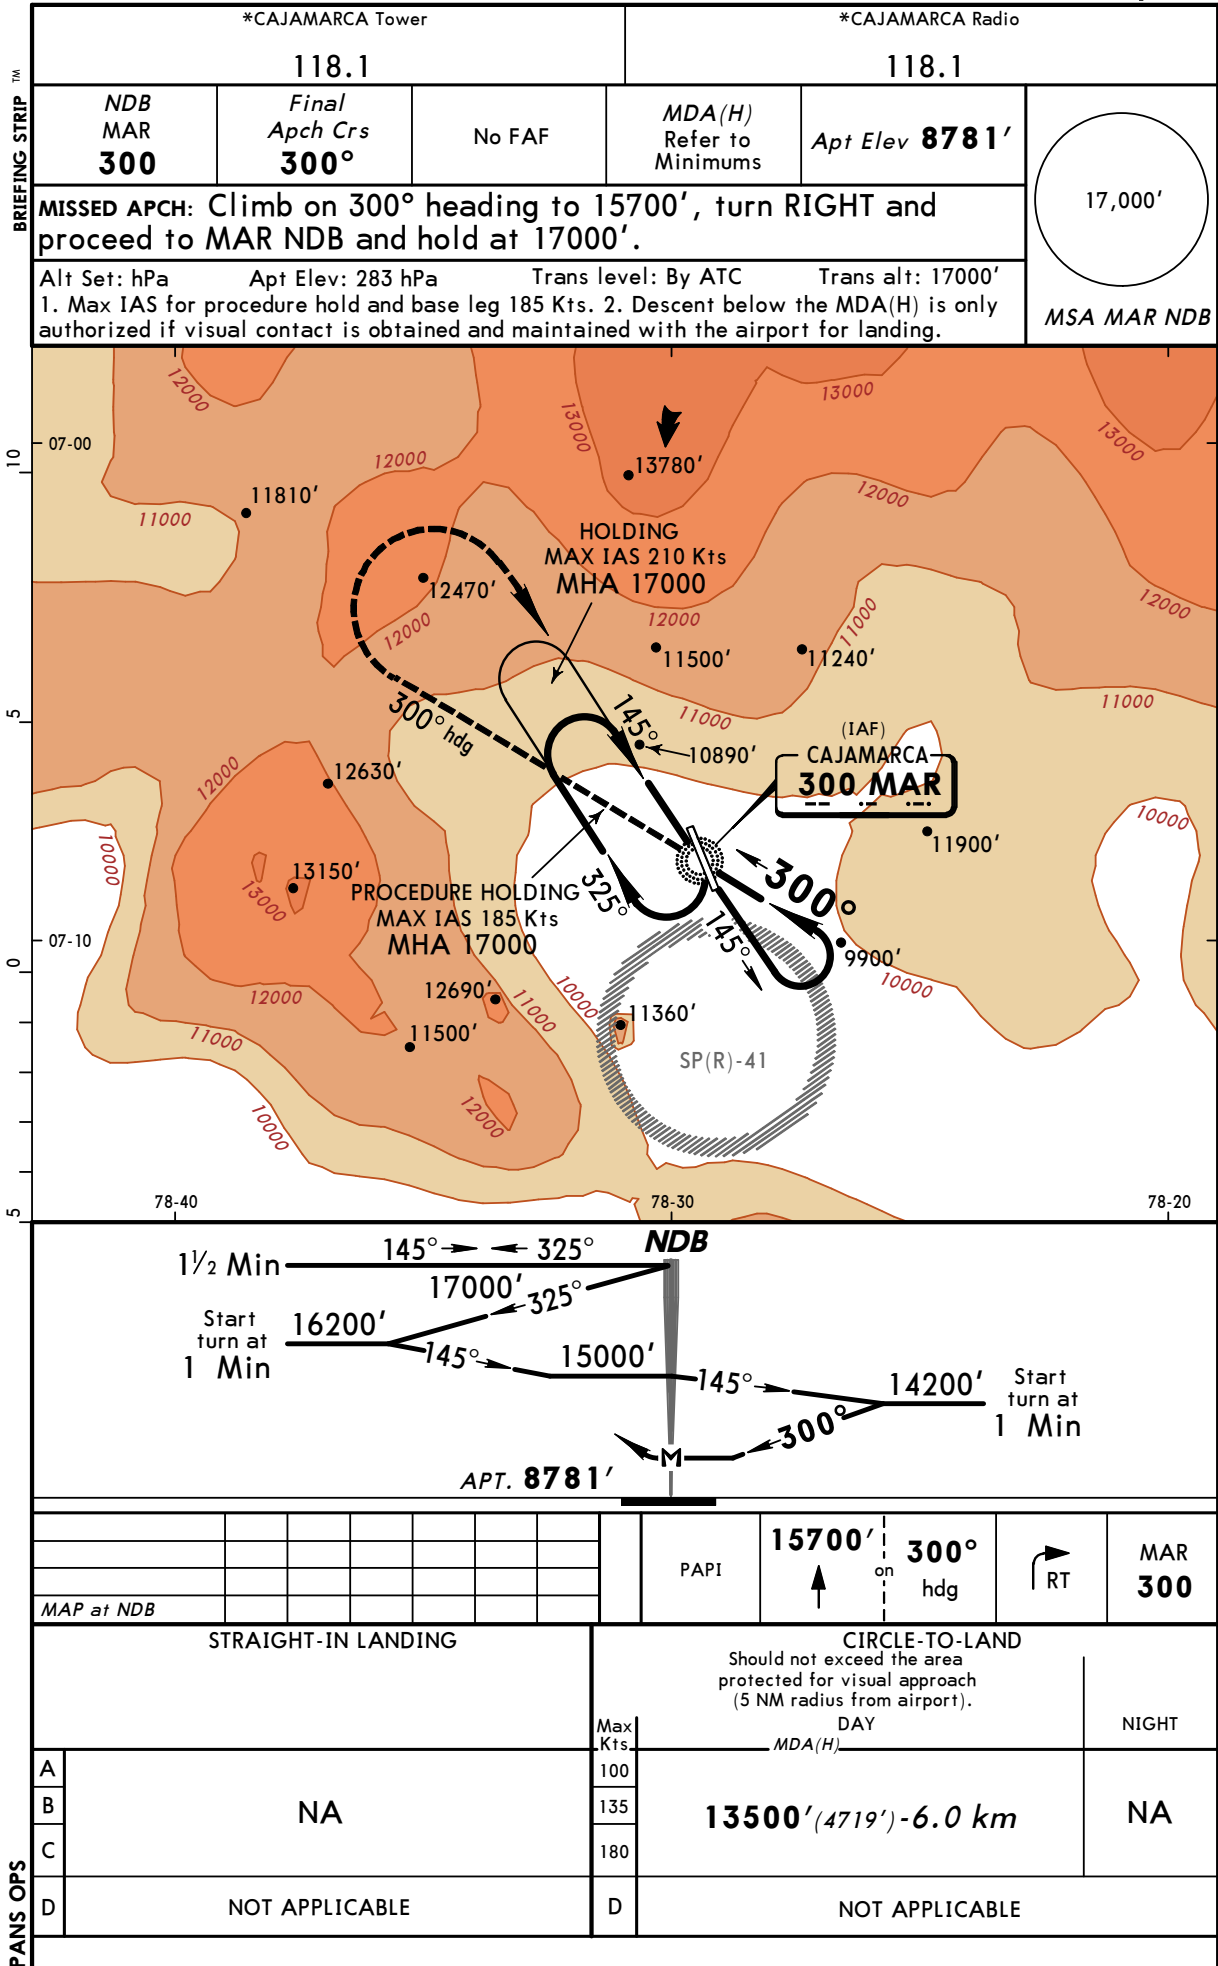 *CAJAMARCA Tower
118.1
*CAJAMARCA Radio
118.1
BRIEFING STRIP TM
NDB
MAR
300
Final
Apch Crs
300°
No FAF
MDA(H)
Refer to
Minimums
Apt Elev 8781'
17,000'
MSA MAR NDB
MISSED APCH: Climb on 300° heading to 15700', turn RIGHT and
proceed to MAR NDB and hold at 17000'.
Alt Set: hPa Apt Elev: 283 hPa Trans level: By ATC Trans alt: 17000'
1. Max IAS for procedure hold and base leg 185 Kts. 2. Descent below the MDA(H) is only
authorized if visual contact is obtained and maintained with the airport for landing.
12000
13000
13000
13000
07-00
10
12000
13780'
11810'
11000
12000
HOLDING
MAX IAS 210 Kts
MHA 17000
12470'
12000
12000
11000
12000
11500'
11240'
11000
300° hdg
145°
11000
5
(IAF)
CAJAMARCA
300 MAR
10890'
12000
12630'
10000
10000
11900'
13150'
13000
PROCEDURE HOLDING
MAX IAS 185 Kts
MHA 17000
325°
300°
145°
07-10
0
9900'
10000
12690'
12000
11000
10000
11360'
11500'
11000
SP(R)-41
10000
12000
5
78-40
78-30
78-20
NDB
1 1/2 Min
145°
325°
17000'
325°
Start
turn at
1 Min
16200'
145°
15000'
145°
14200'
Start
turn at
1 Min
300°
M
APT. 8781'
MAP at NDB
PAPI
15700'
on
300°
hdg
RT
MAR
300
STRAIGHT-IN LANDING
CIRCLE-TO-LAND
Should not exceed the area
protected for visual approach
(5 NM radius from airport).
Max
Kts
DAY
MDA(H)
NIGHT
A
100
B
NA
135
13500'(4719')-6.0 km
NA
C
180
D
NOT APPLICABLE
D
NOT APPLICABLE
PANS OPS